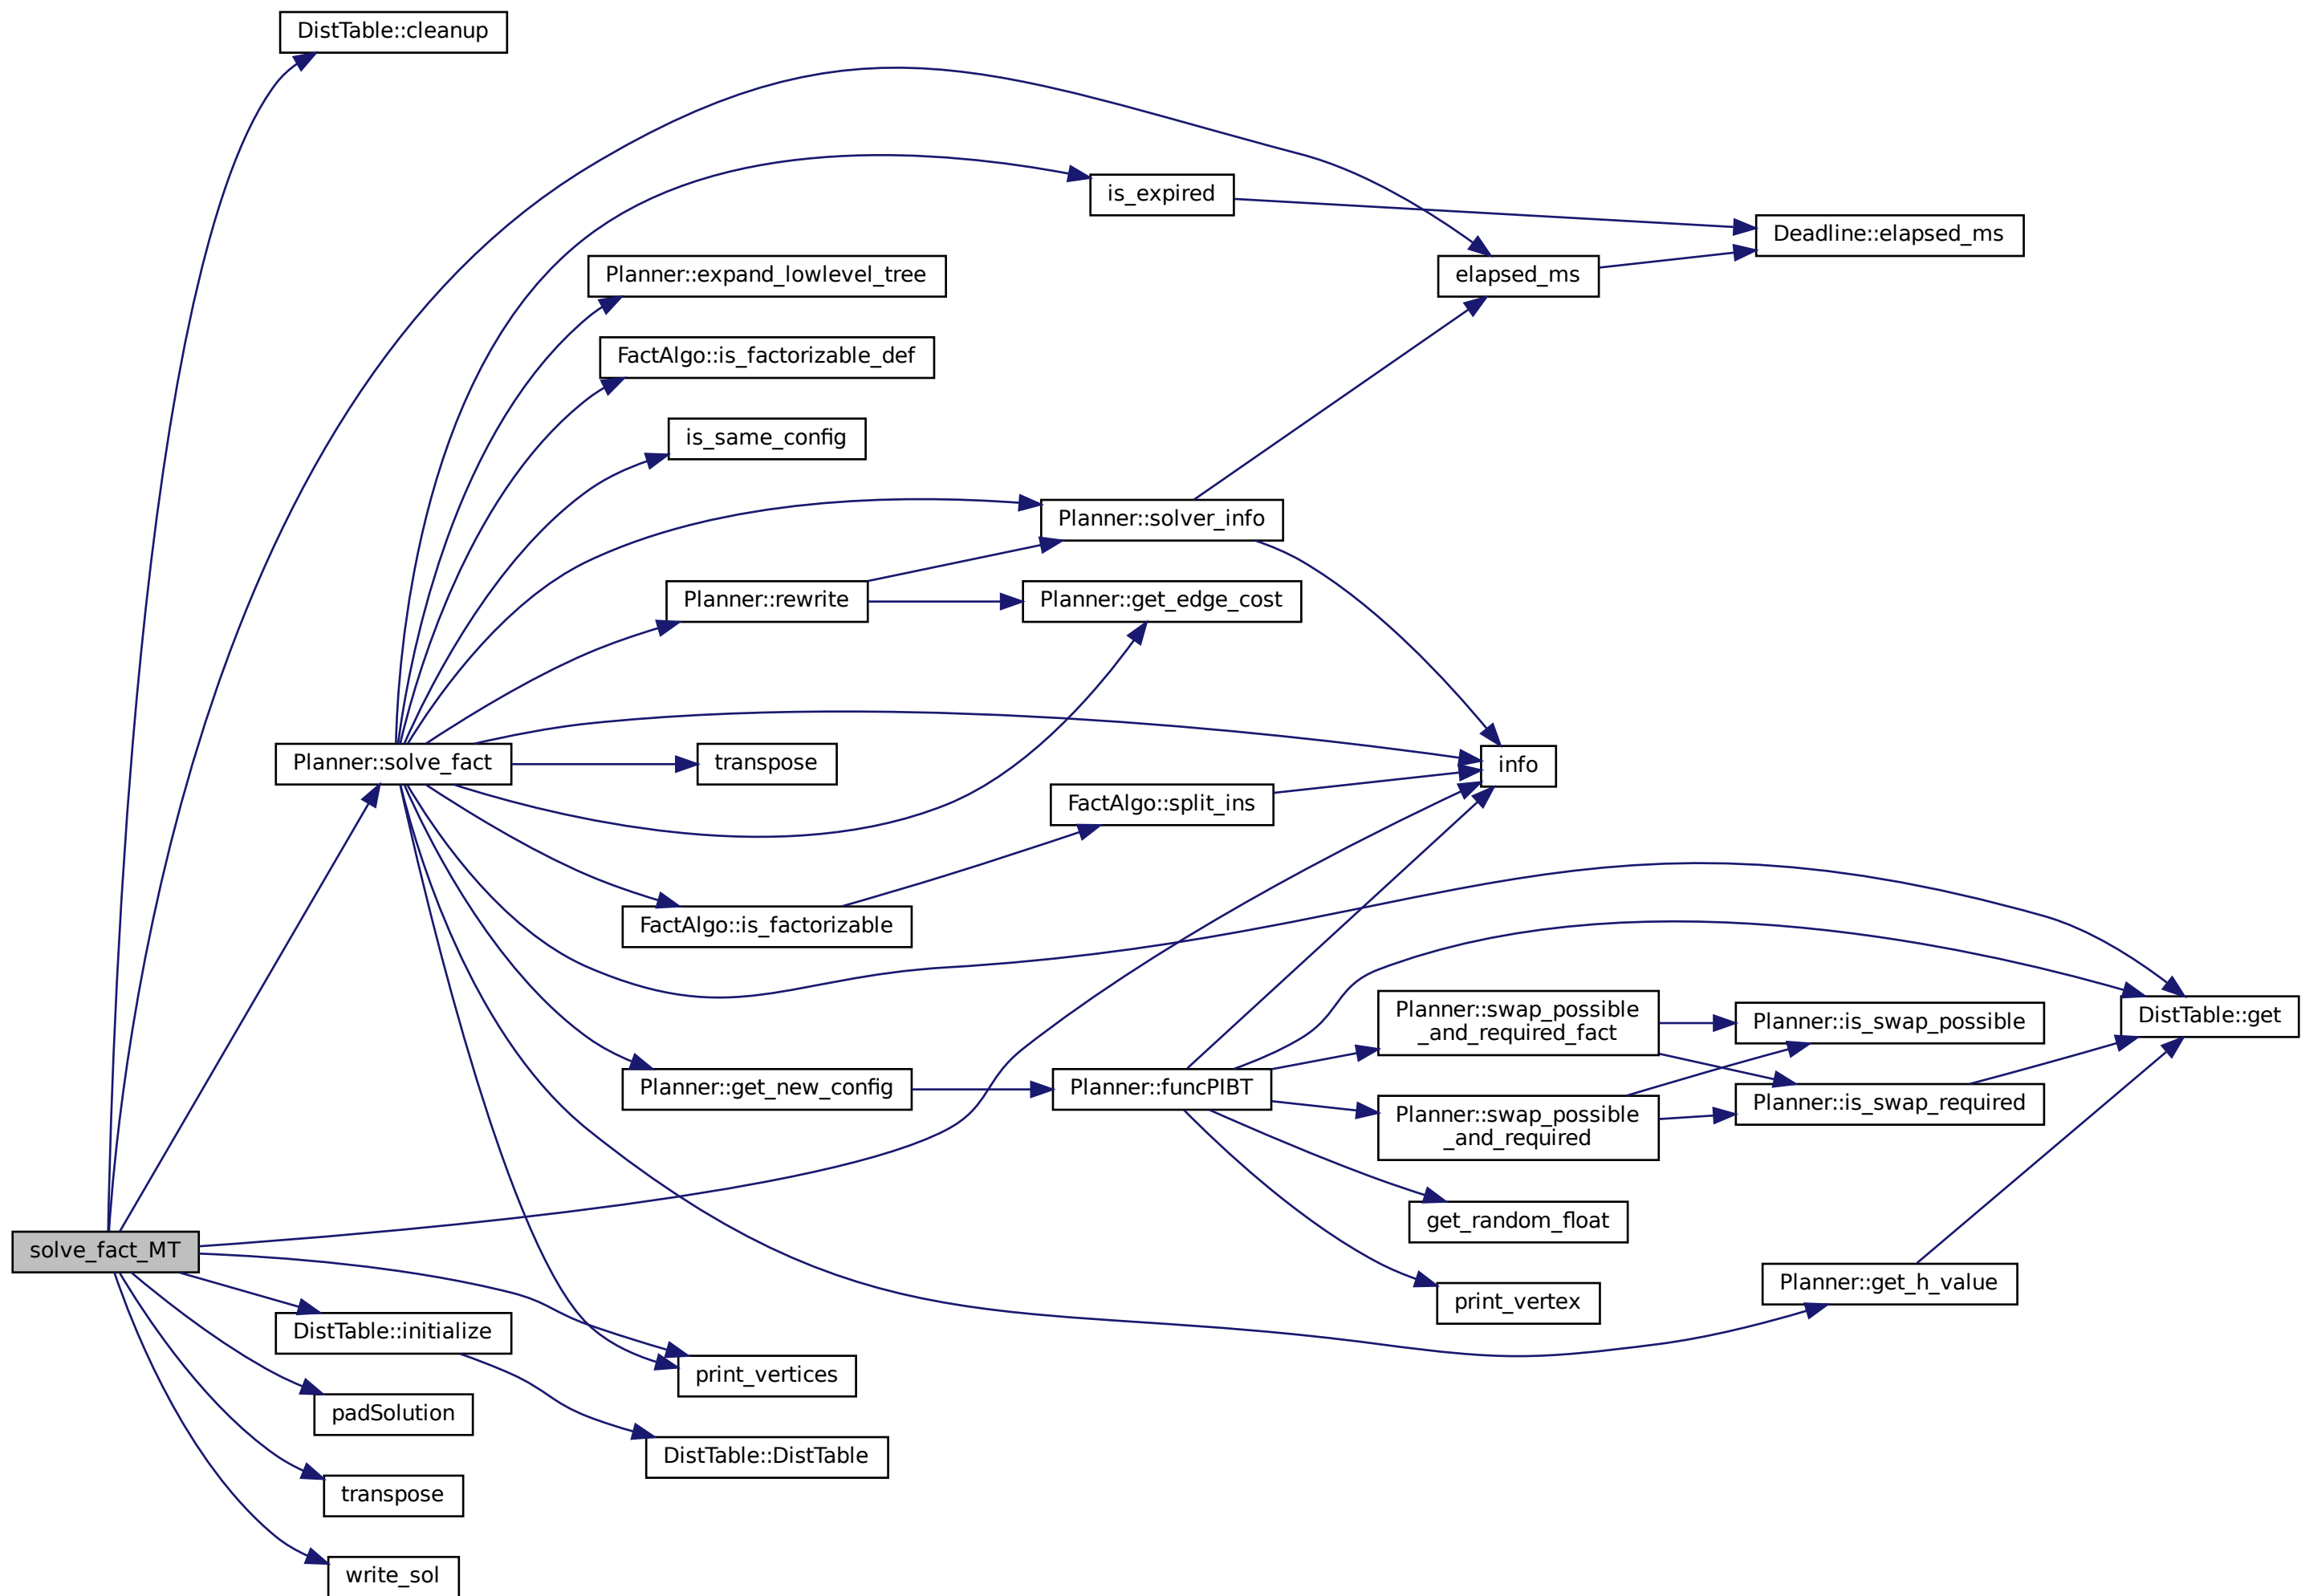 DistTable::cleanup
is_expired
Deadline::elapsed_ms
Planner::expand_lowlevel_tree
elapsed_ms
FactAlgo::is_factorizable_def
is_same_config
Planner::solver_info
Planner::rewrite
Planner::get_edge_cost
Planner::solve_fact
transpose
info
FactAlgo::split_ins
FactAlgo::is_factorizable
Planner::swap_possible
_and_required_fact
Planner::is_swap_possible
DistTable::get
Planner::get_new_config
Planner::funcPIBT
Planner::swap_possible
_and_required
Planner::is_swap_required
get_random_float
solve_fact_MT
Planner::get_h_value
print_vertex
DistTable::initialize
print_vertices
padSolution
DistTable::DistTable
transpose
write_sol